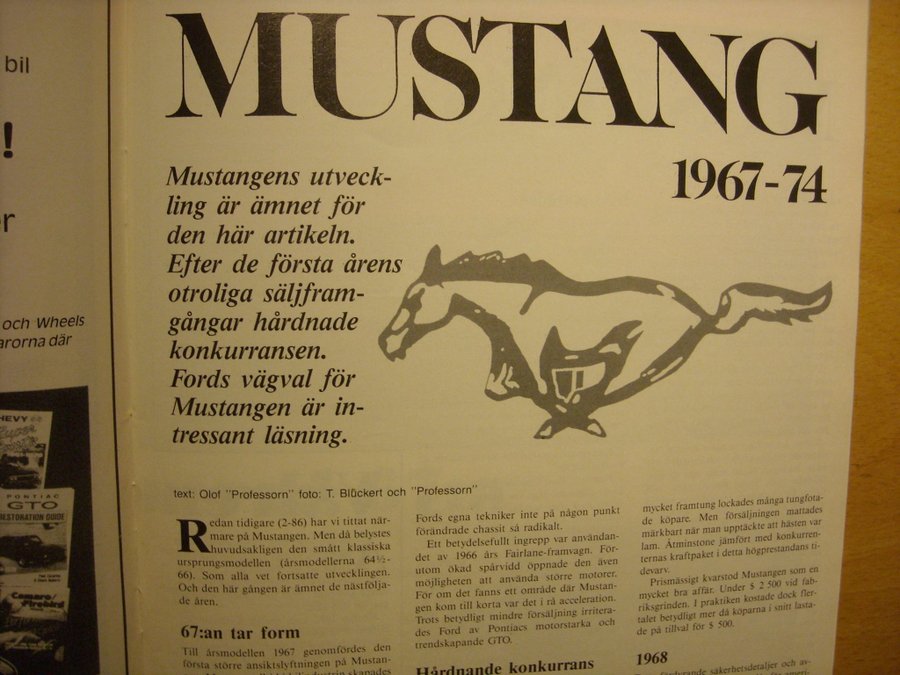 bil
!
r
och Wheels
arorna där
HEVY
PONTIAC
GTO
RESTORATION GUIDE
Camaro/
Firebird
MUSTANG
1967-74
Mustangens utveck-
ling är ämnet för
den här artikeln.
Efter de första årens
otroliga säljfram-
gångar hårdnade
konkurransen.
Fords vägval för
Mustangen är in-
tressant läsning.
text: Olof "Professorn" foto: T. Blückert och "Professorn"
Redan tidigare (2-86) har vi tittat när-
mare på Mustangen. Men då belystes
huvudsakligen den smått klassiska
ursprungsmodellen (årsmodellerna 64½-
66). Som alla vet fortsatte utvecklingen.
Och den här gången är ämnet de nästfölja-
de åren.
67:an tar form
Till årsmodellen 1967 genomfördes den
första större ansiktslyftningen på Mustan-
Fords egna tekniker inte på någon punkt
förändrade chassit så radikalt.
Ett betydelsefullt ingrepp var användan-
det av 1966 års Fairlane-framvagn. För-
utom ökad spårvidd öppnade den även
möjligheten att använda större motorer.
För om det fanns ett område där Mustan-
gen kom till korta var det i rå acceleration.
Trots betydligt mindre försäljning irritera-
des Ford av Pontiacs motorstarka och
trendskapande GTO.
Hårdnande konkurrans
mycket framtung lockades många tungfota-
de köpare. Men försäljningen mattades
märkbart när man upptäckte att hästen var
lam. Åtminstone jämfört med konkurren-
ternas kraftpaket i detta högprestandans ti-
devarv.
Prismässigt kvarstod Mustangen som en
mycket bra affär. Under $ 2 500 vid fab-
riksgrinden. I praktiken kostade dock fler-
talet betydligt mer då köparna i snitt lasta-
de på tillval för $ 500.
1968
säkerhetsdetaljer och av-